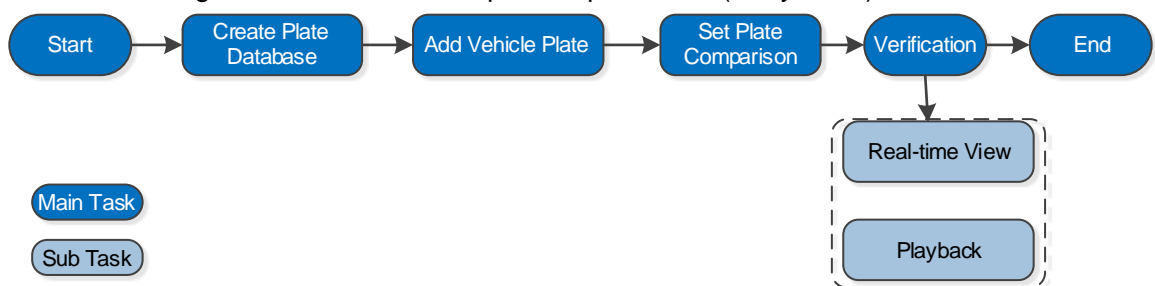 Start
Create Plate
Database
Add Vehicle Plate
Set Plate
Comparison
Verification
End
Real-time View
Main Task
Sub Task
Playback